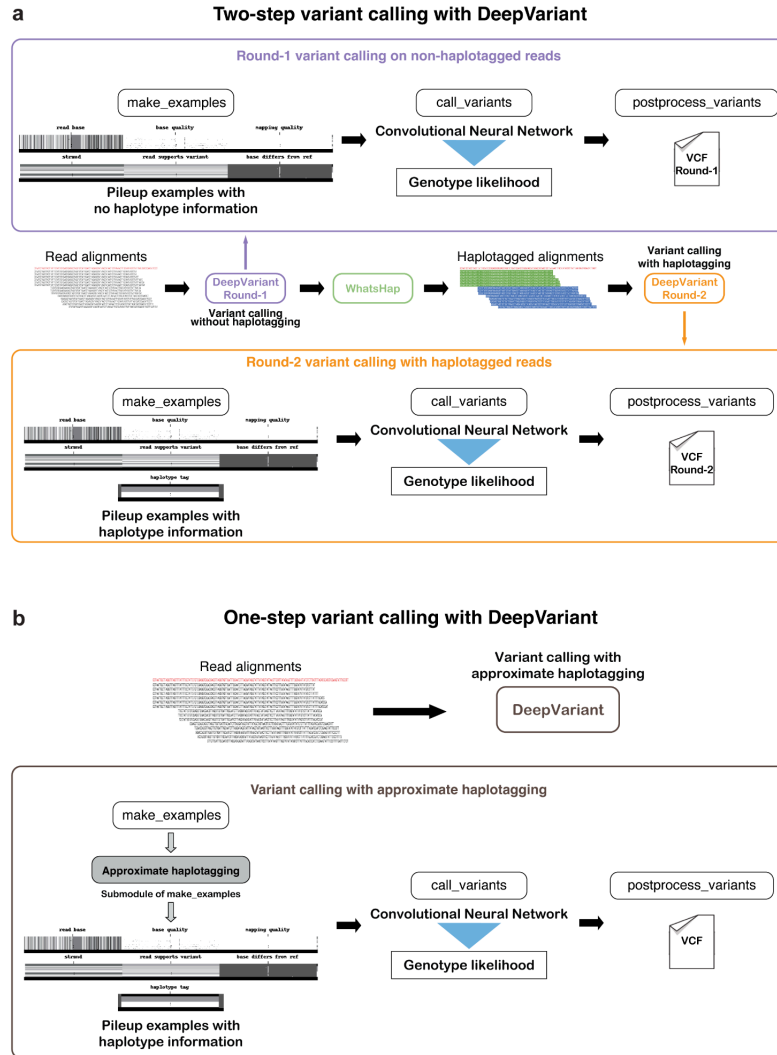 a
Two-step variant calling with DeepVariant
Round-1 variant calling on non-haplotagged reads
make_examples
call_variants
postprocess_variants
read base
base quality
mapping quality
strand
read supports variant
base differs from ref
Pileup examples with
no haplotype information
Convolutional Neural Network
Genotype likelihood
VCF
Round-1
Read alignments
DeepVariant
Round-1
Variant calling
without haplotagging
WhatsHap
Haplotagged alignments
Variant calling
with haplotagging
DeepVariant
Round-2
Round-2 variant calling with haplotagged reads
make_examples
call_variants
postprocess_variants
read base
base quality
mapping quality
strand
read supports variant
base differs from ref
haplotype tag
Pileup examples with
haplotype information
Convolutional Neural Network
Genotype likelihood
VCF
Round-2
b
One-step variant calling with DeepVariant
Read alignments
Variant calling with
approximate haplotagging
DeepVariant
Variant calling with approximate haplotagging
make_examples
Approximate haplotagging
Submodule of make_examples
read base
base quality
mapping quality
strand
read supports variant
base differs from ref
haplotype tag
Pileup examples with
haplotype information
call_variants
Convolutional Neural Network
Genotype likelihood
postprocess_variants
VCF